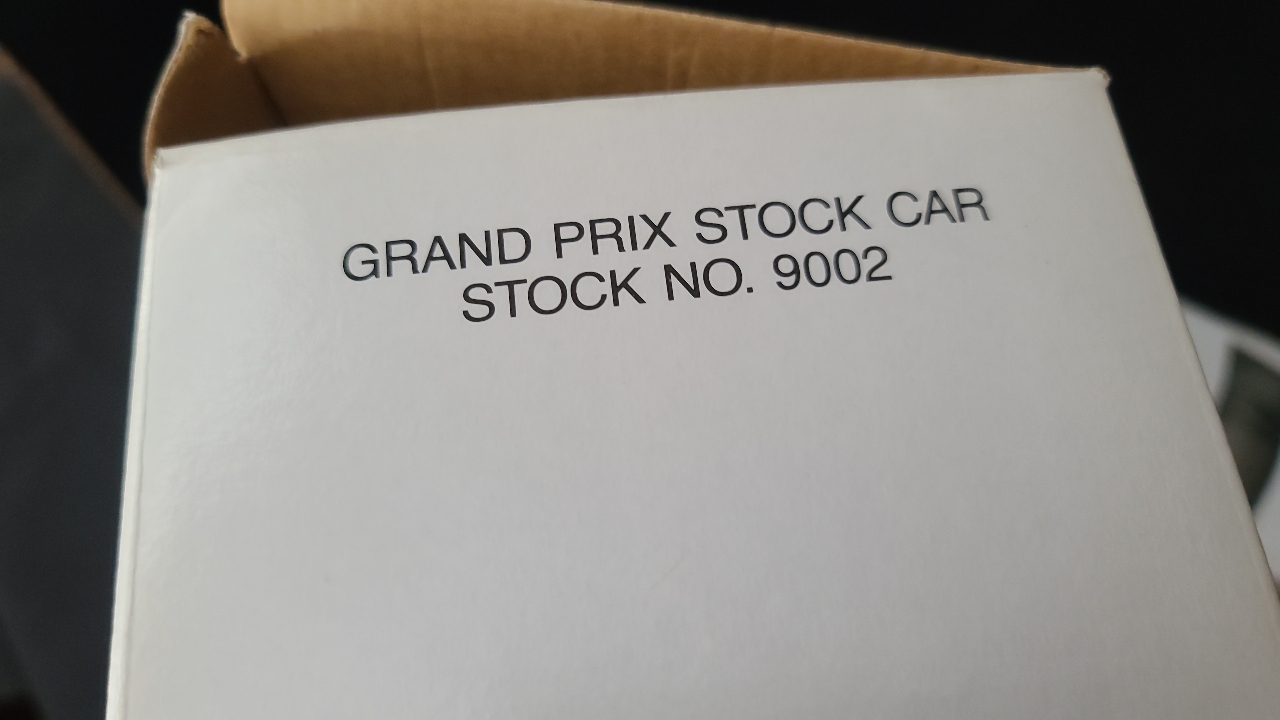 GRAND PRIX STOCK CAR
STOCK NO. 9002